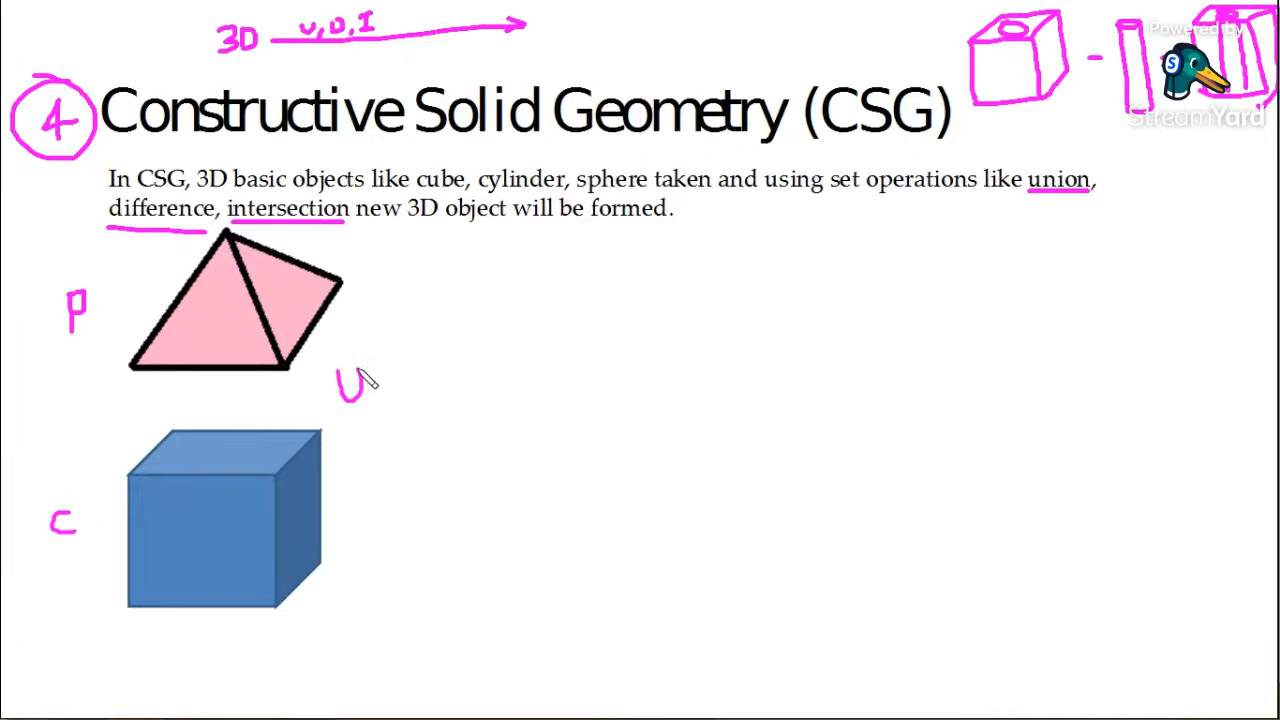 3D U, D, I
-
Powered by
S
StreamYard
4 Constructive Solid Geometry (CSG)
In CSG, 3D basic objects like cube, cylinder, sphere taken and using set operations like union,
difference, intersection new 3D object will be formed.
P
U
C